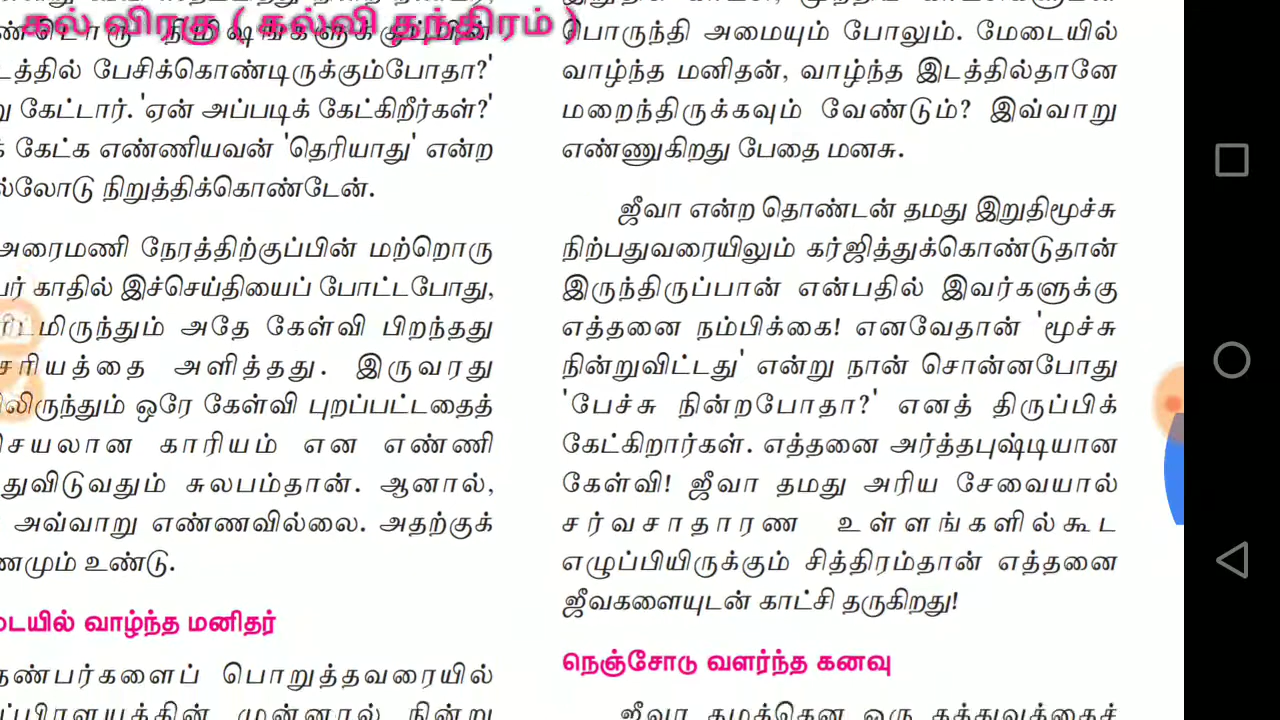 கல் விரகு ( கல்வி தந்திரம் )
பேசிக்கொண்டிருக்கும்போதா?'
கேட்டார். 'ஏன் அப்படிக் கேட்கிறீர்கள்?'
கேட்க எண்ணியவன் 'தெரியாது' என்ற
நிறுத்திக்கொண்டேன்.
அரைமணி நேரத்திற்குப்பின் மற்றொரு
காதில் இச்செய்தியைப் போட்டபோது,
அதே கேள்வி பிறந்தது
அளித்தது. இருவரது
ஒரே கேள்வி புறப்பட்டதைத்
காரியம் என எண்ணி
சுலபம்தான். ஆனால்,
அவ்வாறு எண்ணவில்லை. அதற்குக்
உண்டு.
வாழ்ந்த மனிதர்
பொறுத்தவரையில்
முன்னால் நின்று
பொருந்தி அமையும் போலும். மேடையில்
வாழ்ந்த மனிதன், வாழ்ந்த இடத்தில்தானே
மறைந்திருக்கவும் வேண்டும்? இவ்வாறு
எண்ணுகிறது பேதை மனசு.
ஜீவா என்ற தொண்டன் தமது இறுதிமூச்சு
நிற்பதுவரையிலும் கர்ஜித்துக்கொண்டுதான்
இருந்திருப்பான் என்பதில் இவர்களுக்கு
எத்தனை நம்பிக்கை! எனவேதான் 'மூச்சு
நின்றுவிட்டது' என்று நான் சொன்னபோது
'பேச்சு நின்றபோதா?' எனத் திருப்பிக்
கேட்கிறார்கள். எத்தனை அர்த்தபுஷ்டியான
கேள்வி! ஜீவா தமது அரிய சேவையால்
சர்வசாதாரண உள்ளங்களில்கூட
எழுப்பியிருக்கும் சித்திரம்தான் எத்தனை
ஜீவகளையுடன் காட்சி தருகிறது!
நெஞ்சோடு வளர்ந்த கனவு
ஜீவா தமக்கென ஒரு தத்துவத்தைச்